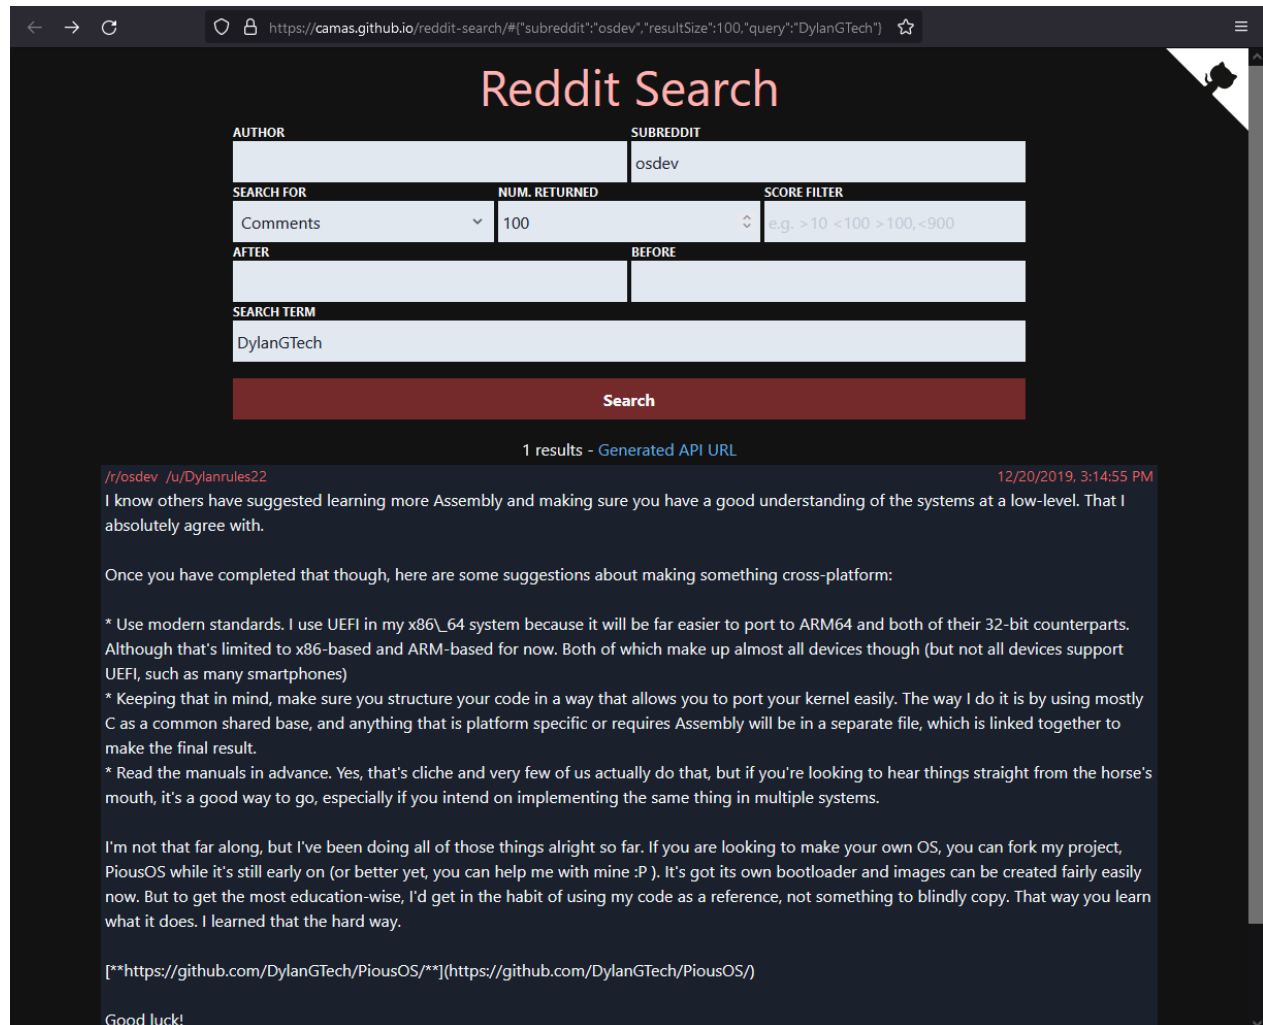 https://camas.github.io/reddit-search/#{"subreddit":"osdev","resultSize":100,"query":"DylanGTech"}
Reddit Search
AUTHOR SUBREDDIT
osdev
SEARCH FOR NUM. RETURNED SCORE FILTER
Comments 100 e.g. >10 <100 >100,<900
AFTER BEFORE
SEARCH TERM
DylanGTech
Search
1 results - Generated API URL
/r/osdev /u/Dylanrules22 12/20/2019, 3:14:55 PM
I know others have suggested learning more Assembly and making sure you have a good understanding of the systems at a low-level. That I
absolutely agree with.
Once you have completed that though, here are some suggestions about making something cross-platform:
* Use modern standards. I use UEFI in my x86\_64 system because it will be far easier to port to ARM64 and both of their 32-bit counterparts.
Although that's limited to x86-based and ARM-based for now. Both of which make up almost all devices though (but not all devices support
UEFI, such as many smartphones)
* Keeping that in mind, make sure you structure your code in a way that allows you to port your kernel easily. The way I do it is by using mostly
C as a common shared base, and anything that is platform specific or requires Assembly will be in a separate file, which is linked together to
make the final result.
* Read the manuals in advance. Yes, that's cliche and very few of us actually do that, but if you're looking to hear things straight from the horse's
mouth, it's a good way to go, especially if you intend on implementing the same thing in multiple systems.
I'm not that far along, but I've been doing all of those things alright so far. If you are looking to make your own OS, you can fork my project,
PiousOS while it's still early on (or better yet, you can help me with mine :P ). It's got its own bootloader and images can be created fairly easily
now. But to get the most education-wise, I'd get in the habit of using my code as a reference, not something to blindly copy. That way you learn
what it does. I learned that the hard way.
[**https://github.com/DylanGTech/PiousOS/**](https://github.com/DylanGTech/PiousOS/)
Good luck!